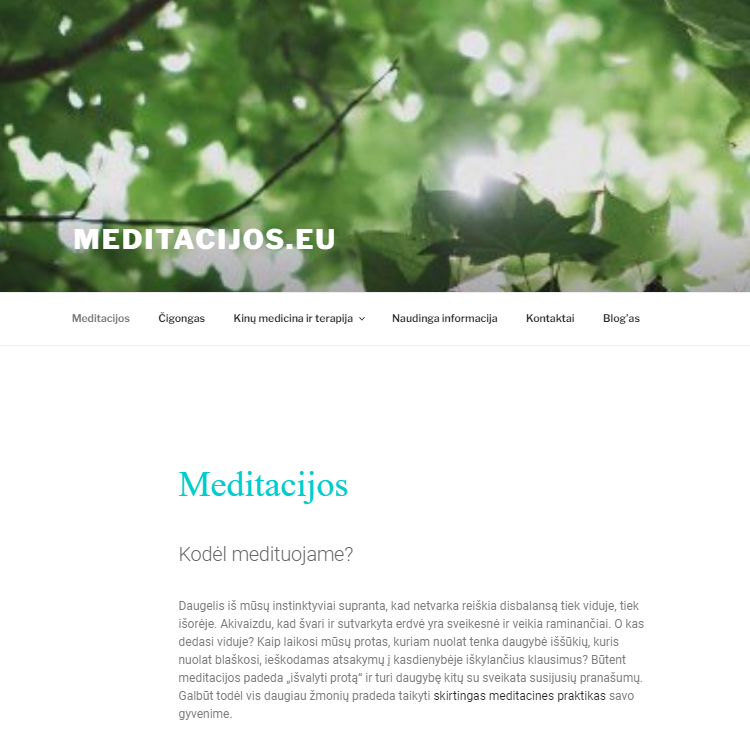 MEDITACIJOS.EU
Meditacijos Čigongas Kinų medicina ir terapija Naudinga informacija Kontaktai Blog'as
Meditacijos
Kodėl medituojame?
Daugelis iš mūsų instinktyviai supranta, kad netvarka reiškia disbalansą tiek viduje, tiek
išorėje. Akivaizdu, kad švari ir sutvarkyta erdvė yra sveikesnė ir veikia raminančiai. O kas
dedasi viduje? Kaip laikosi mūsų protas, kuriam nuolat tenka daugybė iššūkių, kuris
nuolat blaškosi, ieškodamas atsakymų į kasdienybėje iškylančius klausimus? Būtent
meditacijos padeda „išvalyti protą“ ir turi daugybę kitų su sveikata susijusių pranašumų.
Galbūt todėl vis daugiau žmonių pradeda taikyti skirtingas meditacines praktikas savo
gyvenime.